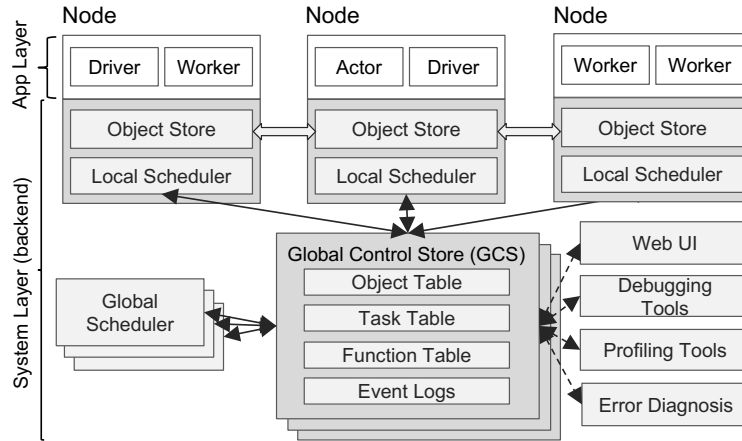 Node
Node
Node
App Layer
Driver
Worker
Actor
Driver
Worker
Worker
System Layer (backend)
Object Store
Object Store
Object Store
Local Scheduler
Local Scheduler
Local Scheduler
Global Control Store (GCS)
Object Table
Task Table
Function Table
Event Logs
Global
Scheduler
Web UI
Debugging
Tools
Profiling Tools
Error Diagnosis